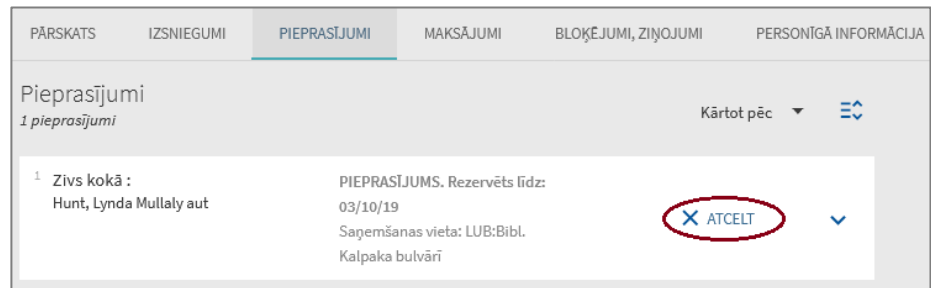 PĀRSKATS IZSNIEGUMI PIEPRASĪJUMI MAKSĀJUMI BLOĶĒJUMI, ZIŅOJUMI PERSONĪGĀ INFORMĀCIJA
Pieprasījumi
1 pieprasījumi
Kārtot pēc
1 Zivs kokā :
Hunt, Lynda Mullaly aut
PIEPRASĪJUMS. Rezervēts līdz:
03/10/19
Saņemšanas vieta: LUB:Bibl.
Kalpaka bulvārī
ATCELT